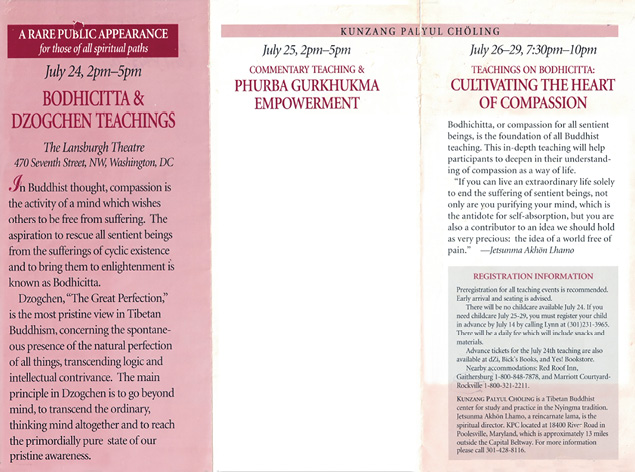 A RARE PUBLIC APPEARANCE
for those of all spiritual paths
July 24, 2pm–5pm
BODHICITTA &
DZOGCHEN TEACHINGS
The Lansburgh Theatre
470 Seventh Street, NW, Washington, DC
In Buddhist thought, compassion is
the activity of a mind which wishes
others to be free from suffering. The
aspiration to rescue all sentient beings
from the sufferings of cyclic existence
and to bring them to enlightenment is
known as Bodhicitta.
Dzogchen, “The Great Perfection,”
is the most pristine view in Tibetan
Buddhism, concerning the spontane-
ous presence of the natural perfection
of all things, transcending logic and
intellectual contrivance. The main
principle in Dzogchen is to go beyond
mind, to transcend the ordinary,
thinking mind altogether and to reach
the primordially pure state of our
pristine awareness.
KUNZANG PALYUL CHÖLING
July 25, 2pm–5pm
COMMENTARY TEACHING &
PHURBA GURKHUKMA
EMPOWERMENT
July 26–29, 7:30pm–10pm
TEACHINGS ON BODHICITTA:
CULTIVATING THE HEART
OF COMPASSION
Bodhichitta, or compassion for all sentient
beings, is the foundation of all Buddhist
teaching. This in-depth teaching will help
participants to deepen in their understand-
ing of compassion as a way of life.
“If you can live an extraordinary life solely
to end the suffering of sentient beings, not
only are you purifying your mind, which is
the antidote for self-absorption, but you are
also a contributor to an idea we should hold
as very precious: the idea of a world free of
pain.” —Jetsunma Akhön Lhamo
REGISTRATION INFORMATION
Preregistration for all teaching events is recommended.
Early arrival and seating is advised.
There will be no childcare available July 24. If you
need childcare July 25-29, you must register your child
in advance by July 14 by calling Lynn at (301)231-3965.
There will be a daily fee which will include snacks and
materials.
Advance tickets for the July 24th teaching are also
available at dZi, Bick's Books, and Yes! Bookstore.
Nearby accommodations: Red Roof Inn,
Gaithersburg 1-800-848-7878, and Marriott Courtyard-
Rockville 1-800-321-2211.
KUNZANG PALYUL CHÖLING is a Tibetan Buddhist
center for study and practice in the Nyingma tradition.
Jetsunma Akhön Lhamo, a reincarnate lama, is the
spiritual director. KPC located at 18400 River Road in
Poolesville, Maryland, which is approximately 13 miles
outside the Capital Beltway. For more information
please call 301-428-8116.